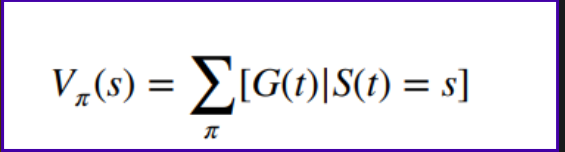 V_π(s) = ∑_π [G(t)|S(t) = s]